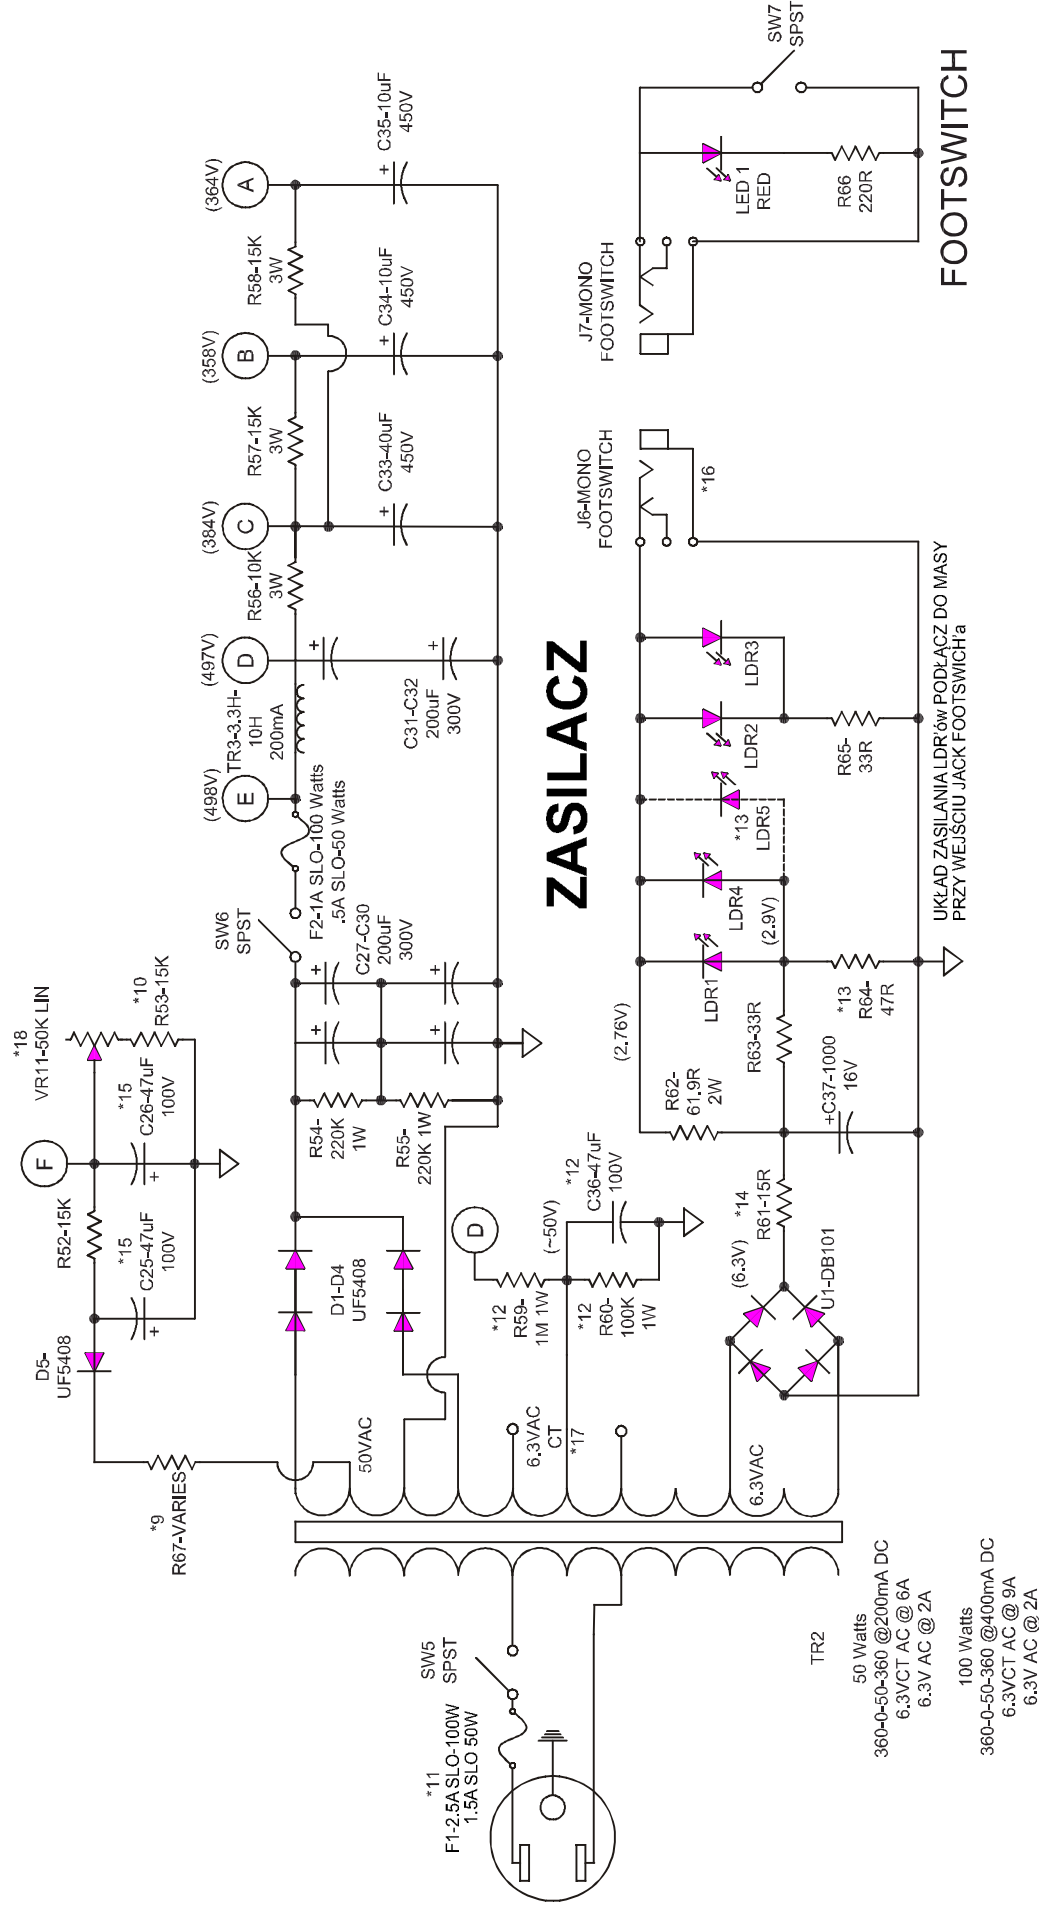 *18
VR11-50K LIN
*10
R53-15K
F
*15
C26-47uF
100V
R52-15K
*15
C25-47uF
100V
D5-
UF5408
*9
R67-VARIES
(364V)
A
R58-15K
3W
C35-10uF
450V
(358V)
B
R57-15K
3W
C34-10uF
450V
(384V)
C
R56-10K
3W
C33-40uF
450V
(497V)
D
TR3-3.3H-
10H
200mA
C31-C32
200uF
300V
(498V)
E
F2-1A SLO-100 Watts
.5A SLO-50 Watts
SW6
SPST
C27-C30
200uF
300V
R54-
220K
1W
R55-
220K 1W
D1-D4
UF5408
50VAC
D
(~50V)
*12
R59-
1M 1W
*12
R60-
100K
1W
*12
C36-47uF
100V
6.3VAC
CT
*17
6.3VAC
(6.3V)
U1-DB101
*14
R61-15R
+C37-1000
16V
R62-
61.9R
2W
R63-33R
(2.76V)
(2.9V)
LDR1
LDR4
*13
LDR5
LDR2
LDR3
*13
R64-
47R
R65-
33R
J6-MONO
FOOTSWITCH
*16
UKŁAD ZASILANIA LDR'ów PODŁĄCZ DO MASY
PRZY WEJŚCIU JACK FOOTSWICH'a
ZASILACZ
J7-MONO
FOOTSWITCH
LED 1
RED
R66
220R
SW7
SPST
FOOTSWITCH
SW5
SPST
*11
F1-2.5A SLO-100W
1.5A SLO 50W
TR2
50 Watts
360-0-50-360 @200mA DC
6.3VCT AC @ 6A
6.3V AC @ 2A
100 Watts
360-0-50-360 @400mA DC
6.3VCT AC @ 9A
6.3V AC @ 2A